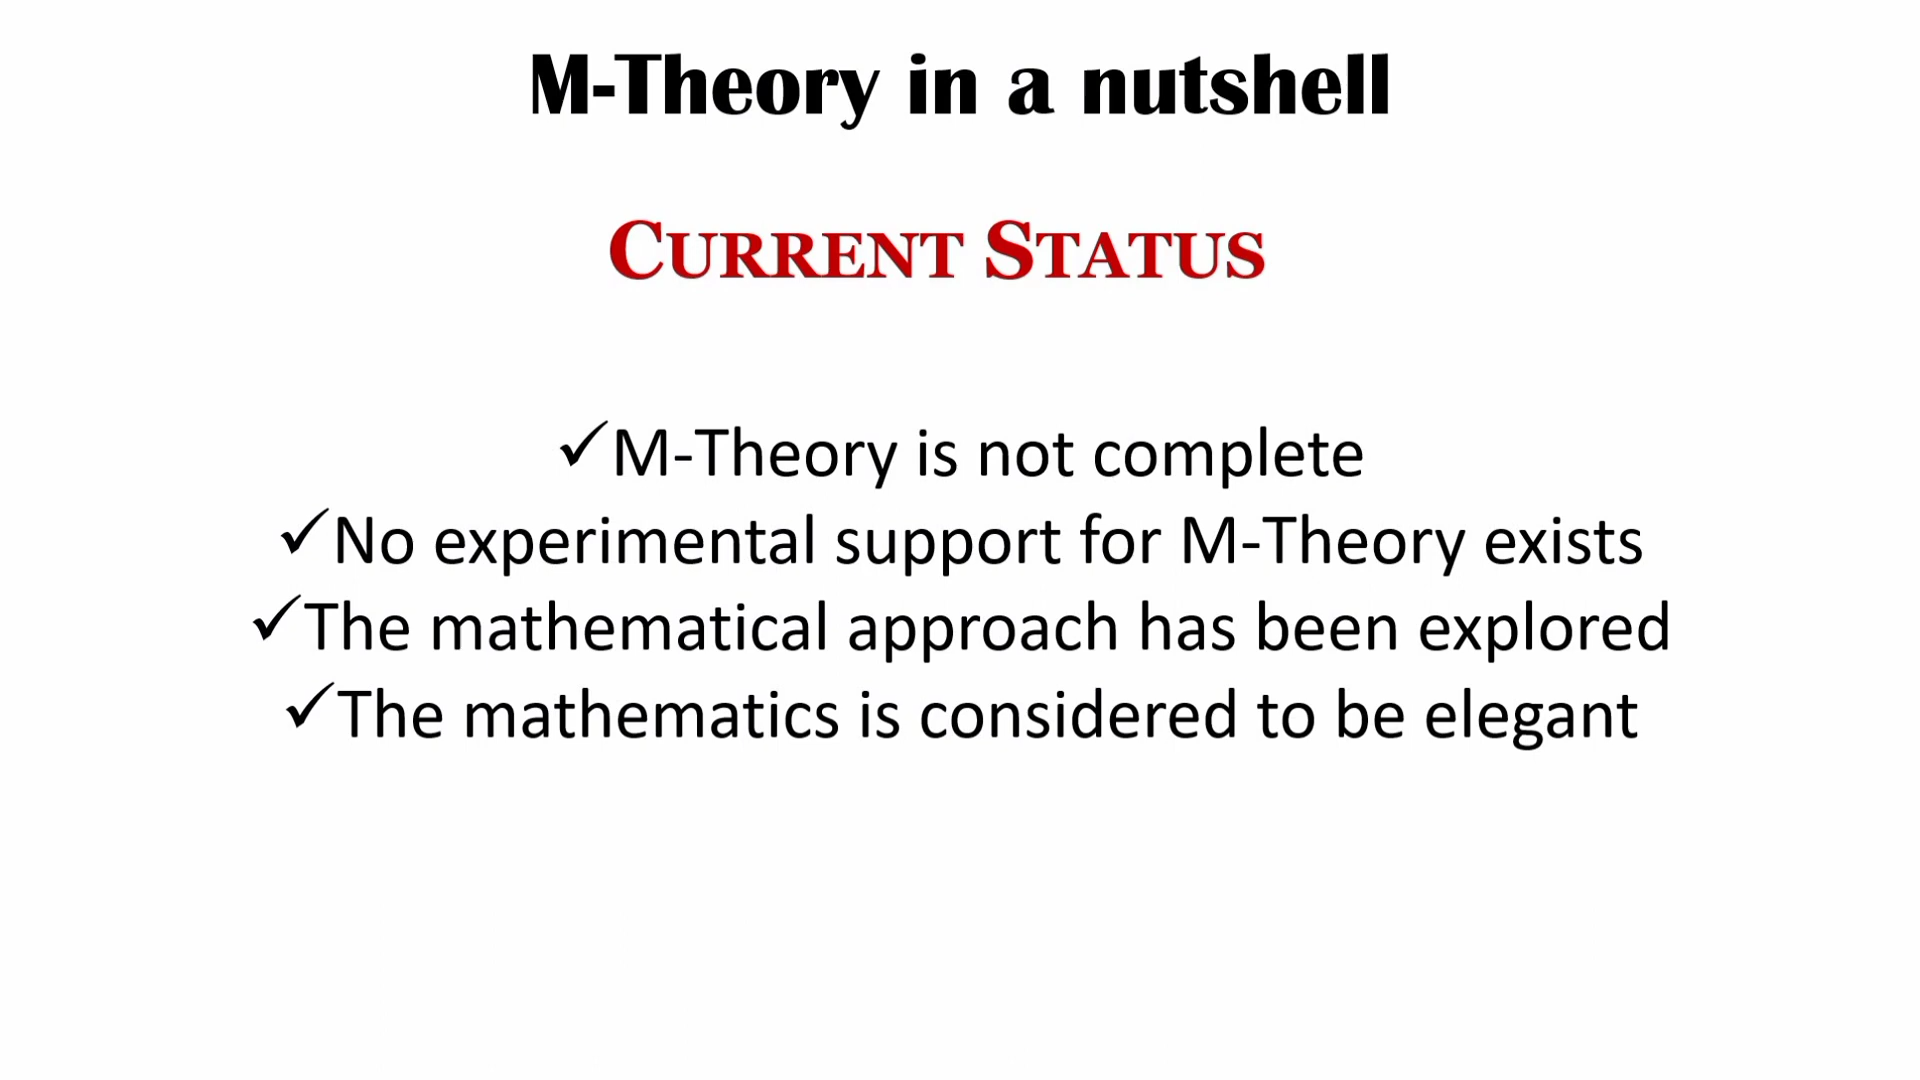 M-Theory in a nutshell
CURRENT STATUS
✓M-Theory is not complete
✓No experimental support for M-Theory exists
✓The mathematical approach has been explored
✓The mathematics is considered to be elegant